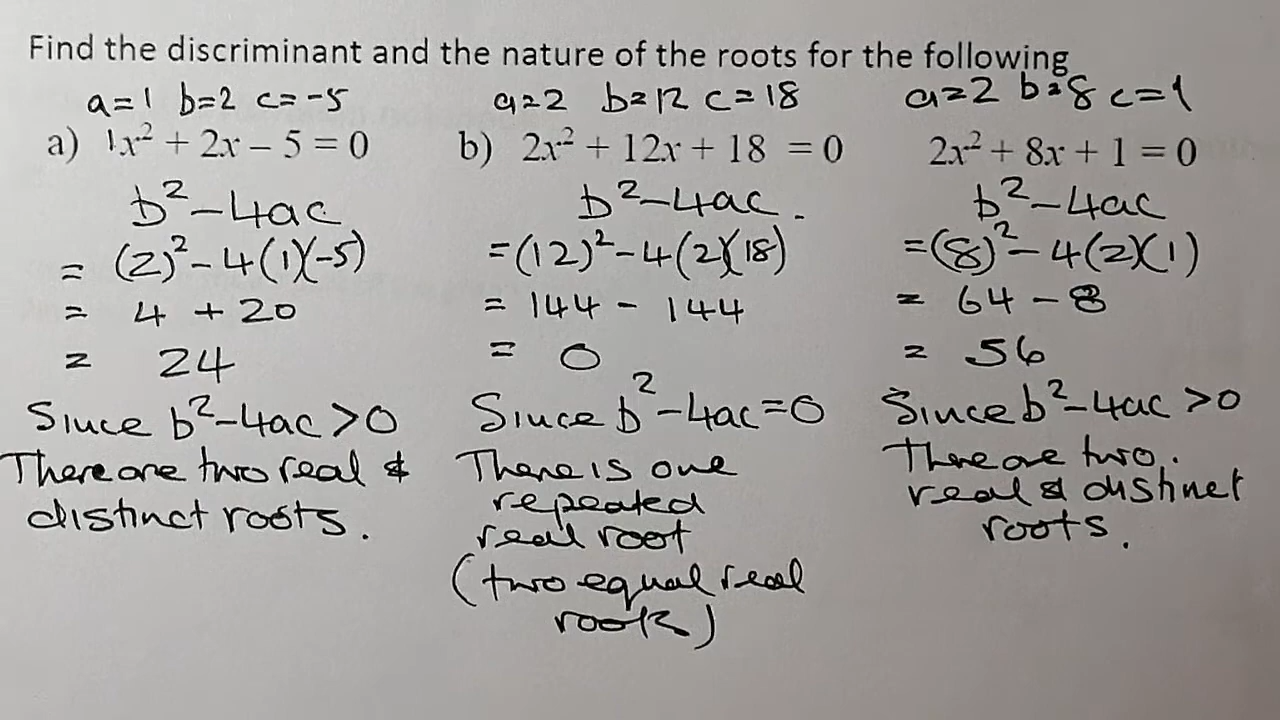 Find the discriminant and the nature of the roots for the following
a=1 b=2 c=-5
a) 1x² + 2x – 5 = 0
b²-4ac
= (2)²-4(1)(-5)
= 4 + 20
= 24
Since b²-4ac >0
There are two real &
distinct roots.
a=2 b=12 c=18
b) 2x² + 12x + 18 = 0
b²-4ac.
=(12)²-4(2)(18)
= 144 - 144
= 0
Since b²-4ac=0
There is one
repeated
real root
(two equal real
roots)
a=2 b=8 c=1
2x² + 8x + 1 = 0
b²-4ac
=(8)²-4(2)(1)
= 64 - 8
= 56
Since b²-4ac >0
There are two.
real & distinct
roots.